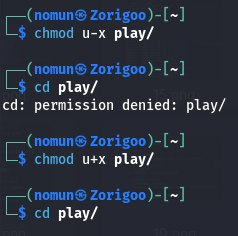 ┌──(nomun㉿Zorigoo)-[~]
└─$ chmod u-x play/
┌──(nomun㉿Zorigoo)-[~]
└─$ cd play/
cd: permission denied: play/
┌──(nomun㉿Zorigoo)-[~]
└─$ chmod u+x play/
┌──(nomun㉿Zorigoo)-[~]
└─$ cd play/